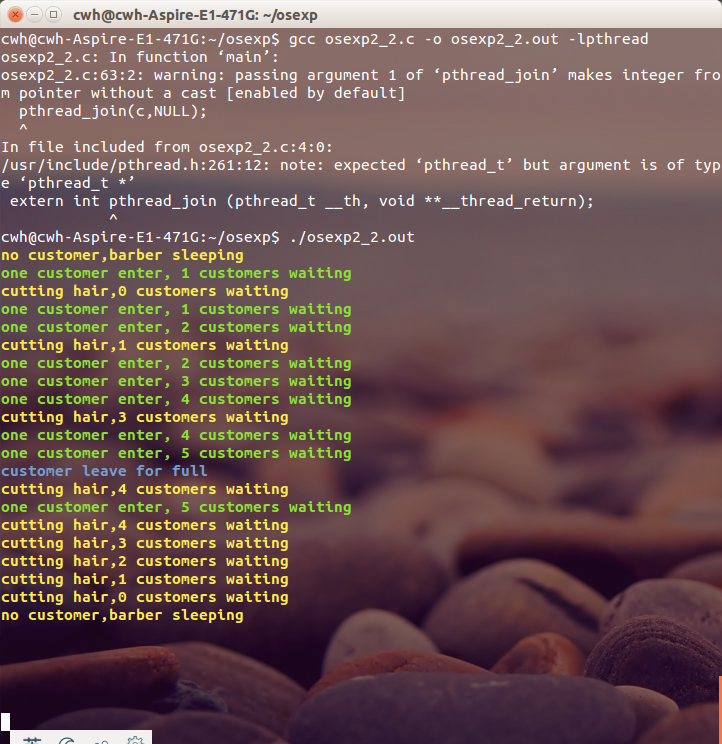 cwh@cwh-Aspire-E1-471G: ~/osexp
cwh@cwh-Aspire-E1-471G:~/osexp$ gcc osexp2_2.c -o osexp2_2.out -lpthread
osexp2_2.c: In function ‘main’:
osexp2_2.c:63:2: warning: passing argument 1 of ‘pthread_join’ makes integer fro
m pointer without a cast [enabled by default]
  pthread_join(c,NULL);
  ^
In file included from osexp2_2.c:4:0:
/usr/include/pthread.h:261:12: note: expected ‘pthread_t’ but argument is of typ
e ‘pthread_t *’
 extern int pthread_join (pthread_t __th, void **__thread_return);
            ^
cwh@cwh-Aspire-E1-471G:~/osexp$ ./osexp2_2.out
no customer,barber sleeping
one customer enter, 1 customers waiting
cutting hair,0 customers waiting
one customer enter, 1 customers waiting
one customer enter, 2 customers waiting
cutting hair,1 customers waiting
one customer enter, 2 customers waiting
one customer enter, 3 customers waiting
one customer enter, 4 customers waiting
cutting hair,3 customers waiting
one customer enter, 4 customers waiting
one customer enter, 5 customers waiting
customer leave for full
cutting hair,4 customers waiting
one customer enter, 5 customers waiting
cutting hair,4 customers waiting
cutting hair,3 customers waiting
cutting hair,2 customers waiting
cutting hair,1 customers waiting
cutting hair,0 customers waiting
no customer,barber sleeping